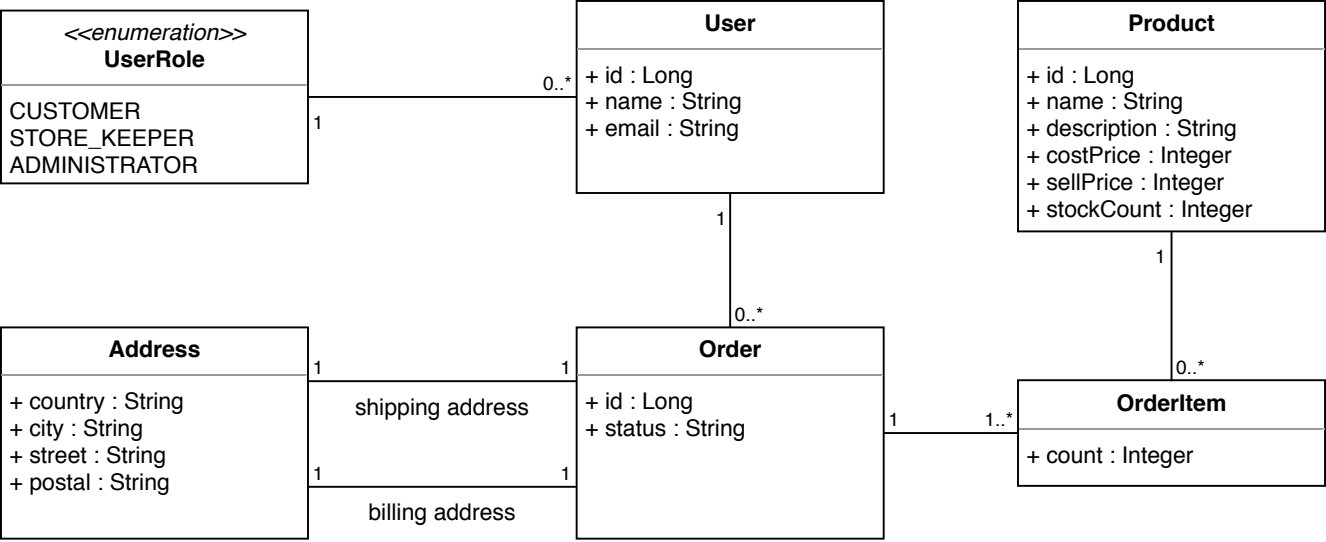 <<enumeration>>
UserRole
CUSTOMER
STORE_KEEPER
ADMINISTRATOR
1
0..*
User
+ id : Long
+ name : String
+ email : String
1
0..*
Product
+ id : Long
+ name : String
+ description : String
+ costPrice : Integer
+ sellPrice : Integer
+ stockCount : Integer
1
0..*
Address
+ country : String
+ city : String
+ street : String
+ postal : String
1
1
shipping address
1
1
billing address
Order
+ id : Long
+ status : String
1
1..*
OrderItem
+ count : Integer